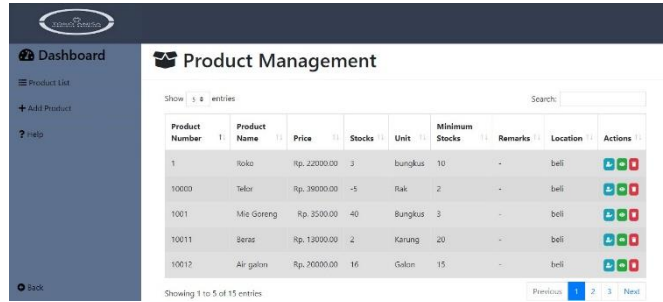 Dashboard
Product Management
Product List
Show 5 entries
Search:
Add Product
Product Number
Product Name
Price
Stocks
Unit
Minimum Stocks
Remarks
Location
Actions
Help
1 Roko Rp. 22000.00 3 bungkus 10 - beli
10000 Telor Rp. 39000.00 -5 Rak 2 - beli
1001 Mie Goreng Rp. 3500.00 40 Bungkus 3 - beli
10011 Beras Rp. 13000.00 2 Karung 20 - beli
10012 Air galon Rp. 20000.00 16 Galon 15 - beli
Back
Showing 1 to 5 of 15 entries
Previous 1 2 3 Next